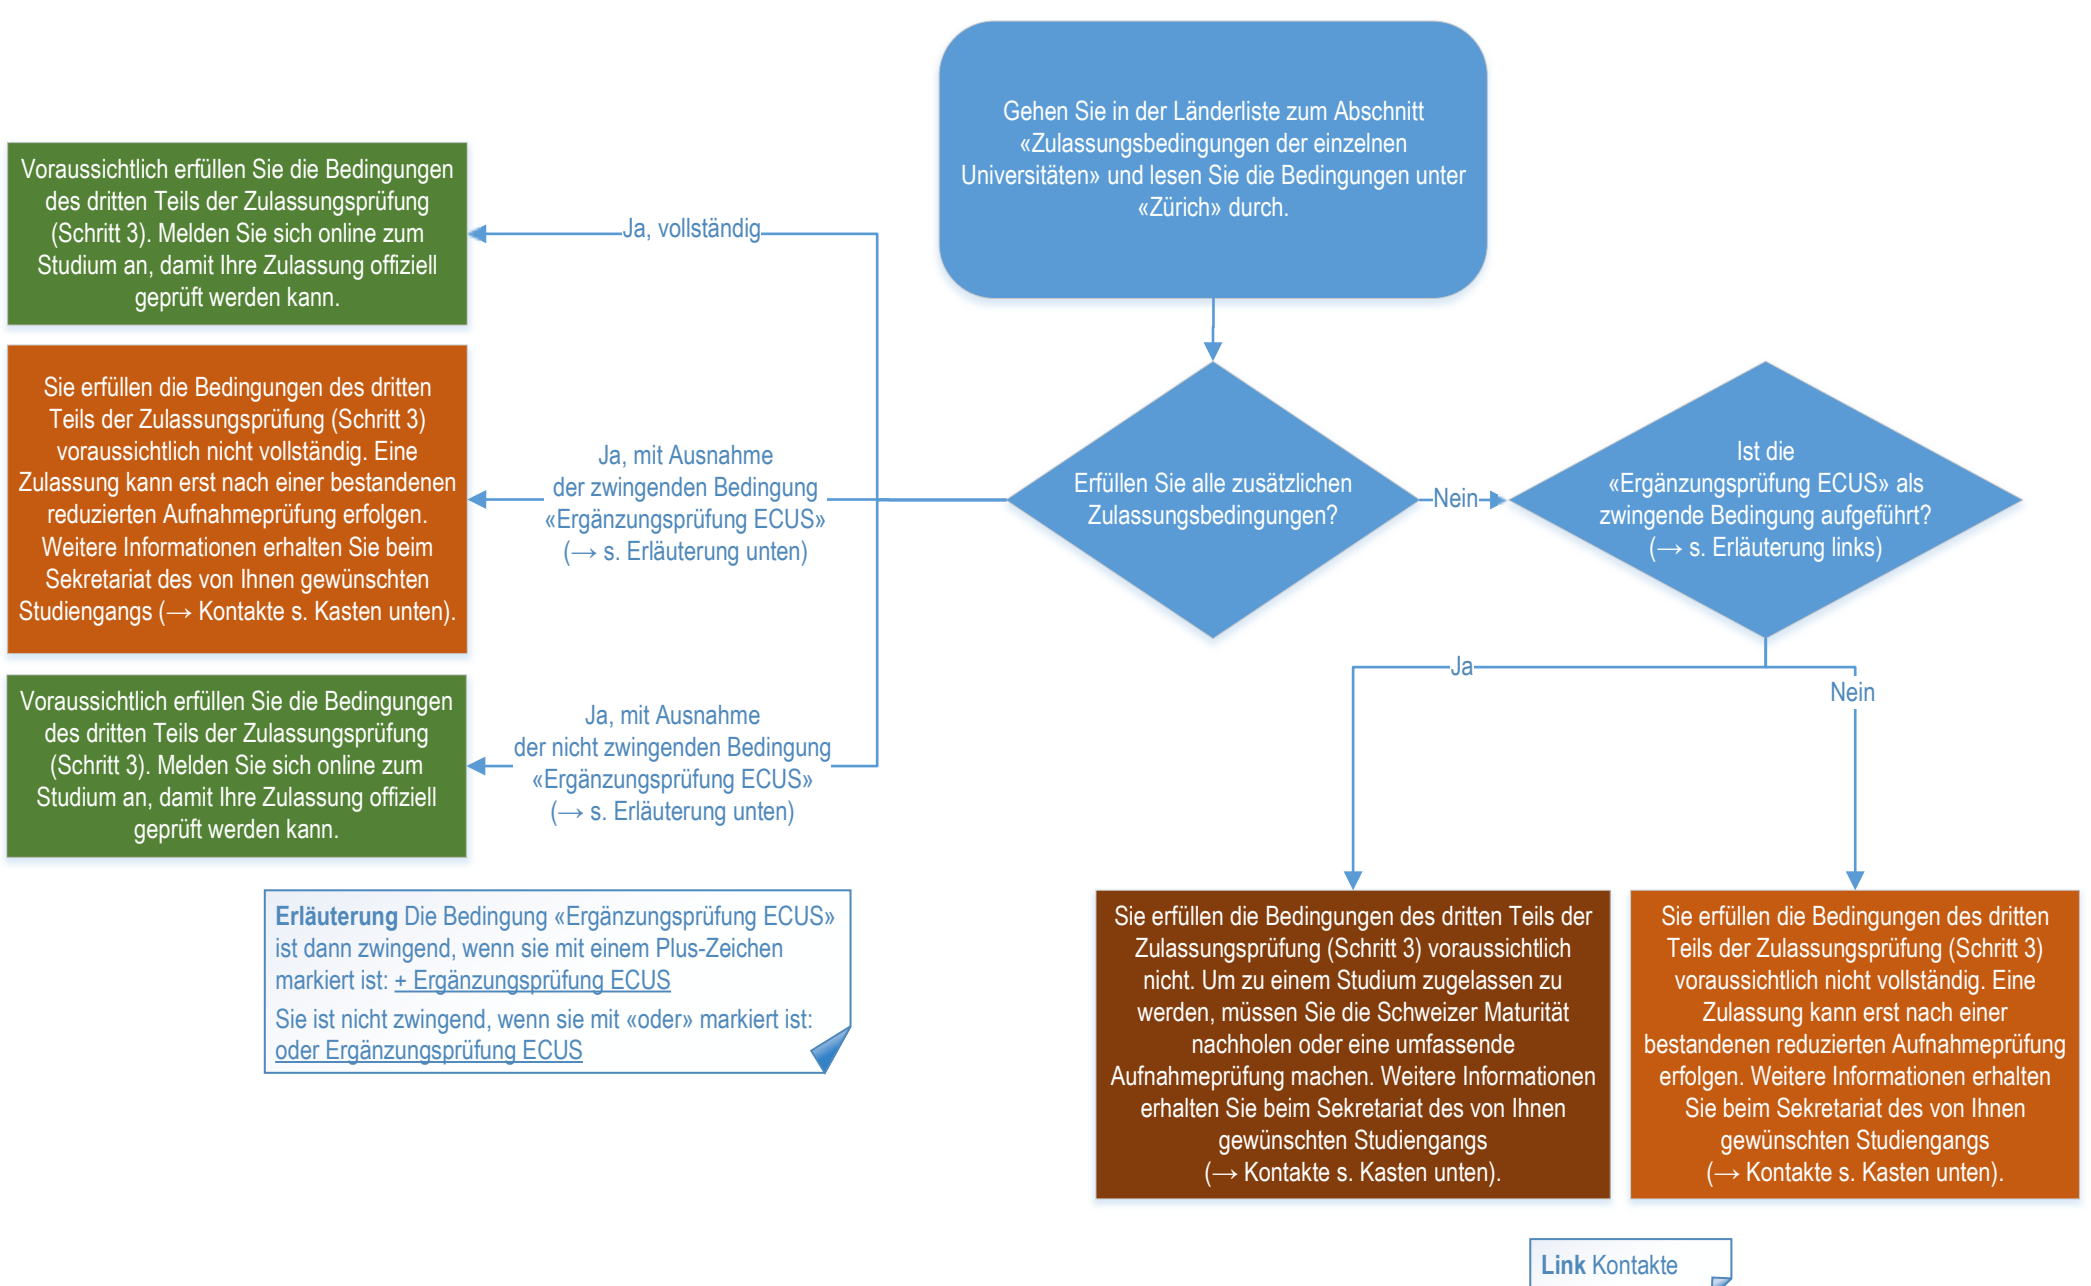 Gehen Sie in der Länderliste zum Abschnitt
«Zulassungsbedingungen der einzelnen
Universitäten» und lesen Sie die Bedingungen unter
«Zürich» durch.
Voraussichtlich erfüllen Sie die Bedingungen
des dritten Teils der Zulassungsprüfung
(Schritt 3). Melden Sie sich online zum
Studium an, damit Ihre Zulassung offiziell
geprüft werden kann.
Ja, vollständig
Sie erfüllen die Bedingungen des dritten
Teils der Zulassungsprüfung (Schritt 3)
voraussichtlich nicht vollständig. Eine
Zulassung kann erst nach einer bestandenen
reduzierten Aufnahmeprüfung erfolgen.
Weitere Informationen erhalten Sie beim
Sekretariat des von Ihnen gewünschten
Studiengangs (→ Kontakte s. Kasten unten).
Ja, mit Ausnahme
der zwingenden Bedingung
«Ergänzungsprüfung ECUS»
(→ s. Erläuterung unten)
Erfüllen Sie alle zusätzlichen
Zulassungsbedingungen?
Nein
Ist die
«Ergänzungsprüfung ECUS» als
zwingende Bedingung aufgeführt?
(→ s. Erläuterung links)
Voraussichtlich erfüllen Sie die Bedingungen
des dritten Teils der Zulassungsprüfung
(Schritt 3). Melden Sie sich online zum
Studium an, damit Ihre Zulassung offiziell
geprüft werden kann.
Ja, mit Ausnahme
der nicht zwingenden Bedingung
«Ergänzungsprüfung ECUS»
(→ s. Erläuterung unten)
Ja
Nein
Erläuterung Die Bedingung «Ergänzungsprüfung ECUS»
ist dann zwingend, wenn sie mit einem Plus-Zeichen
markiert ist: + Ergänzungsprüfung ECUS
Sie ist nicht zwingend, wenn sie mit «oder» markiert ist:
oder Ergänzungsprüfung ECUS
Sie erfüllen die Bedingungen des dritten Teils der
Zulassungsprüfung (Schritt 3) voraussichtlich
nicht. Um zu einem Studium zugelassen zu
werden, müssen Sie die Schweizer Maturität
nachholen oder eine umfassende
Aufnahmeprüfung machen. Weitere Informationen
erhalten Sie beim Sekretariat des von Ihnen
gewünschten Studiengangs
(→ Kontakte s. Kasten unten).
Sie erfüllen die Bedingungen des dritten
Teils der Zulassungsprüfung (Schritt 3)
voraussichtlich nicht vollständig. Eine
Zulassung kann erst nach einer
bestandenen reduzierten Aufnahmeprüfung
erfolgen. Weitere Informationen erhalten
Sie beim Sekretariat des von Ihnen
gewünschten Studiengangs
(→ Kontakte s. Kasten unten).
Link Kontakte